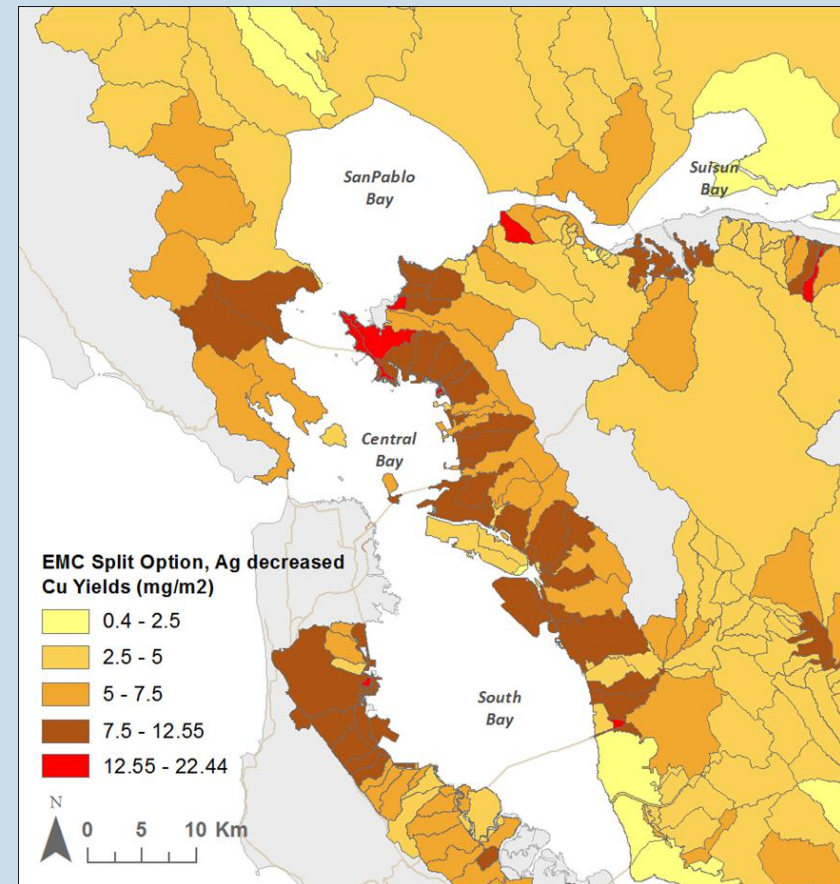 SanPablo
Bay
Suisun
Bay
Central
Bay
South
Bay
EMC Split Option, Ag decreased
Cu Yields (mg/m2)
0.4 - 2.5
2.5 - 5
5 - 7.5
7.5 - 12.55
12.55 - 22.44
N
0 5 10 Km